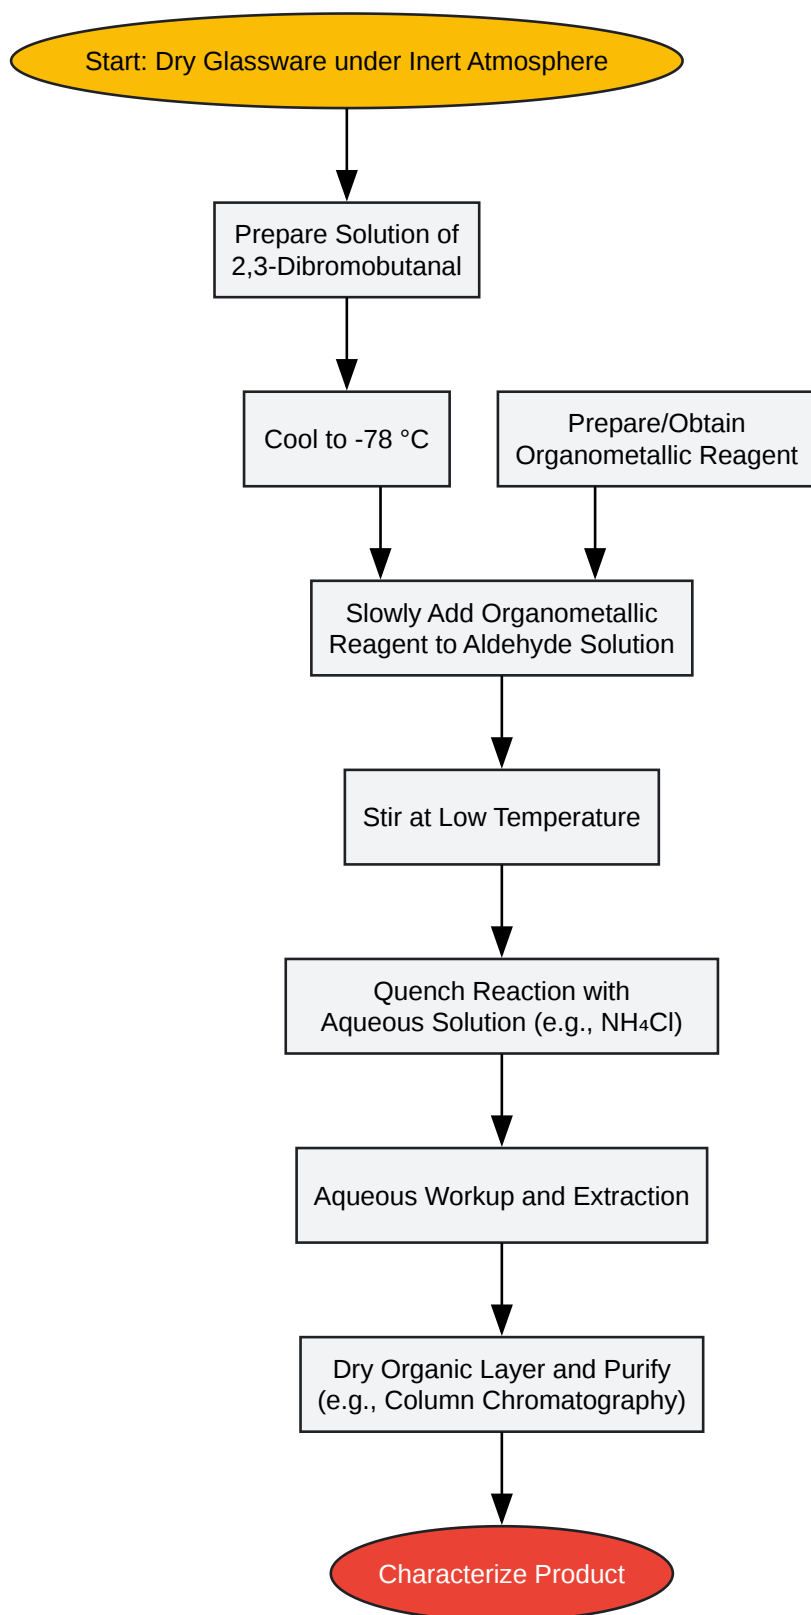 Start: Dry Glassware under Inert Atmosphere
Prepare Solution of
2,3-Dibromobutanal
Cool to -78 °C
Prepare/Obtain
Organometallic Reagent
Slowly Add Organometallic
Reagent to Aldehyde Solution
Stir at Low Temperature
Quench Reaction with
Aqueous Solution (e.g., NH₄Cl)
Aqueous Workup and Extraction
Dry Organic Layer and Purify
(e.g., Column Chromatography)
Characterize Product